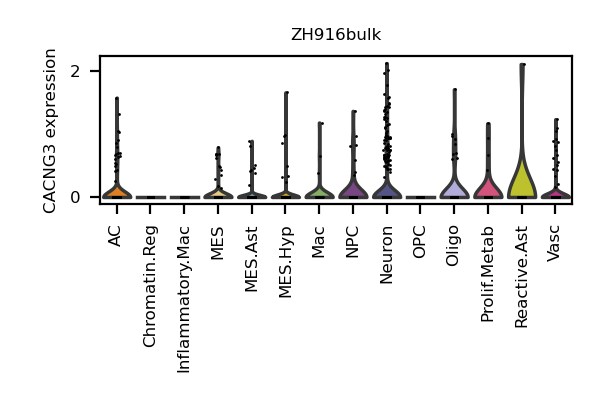 ZH916bulk
CACNG3 expression
2
0
AC
Chromatin.Reg
Inflammatory.Mac
MES
MES.Ast
MES.Hyp
Mac
NPC
Neuron
OPC
Oligo
Prolif.Metab
Reactive.Ast
Vasc